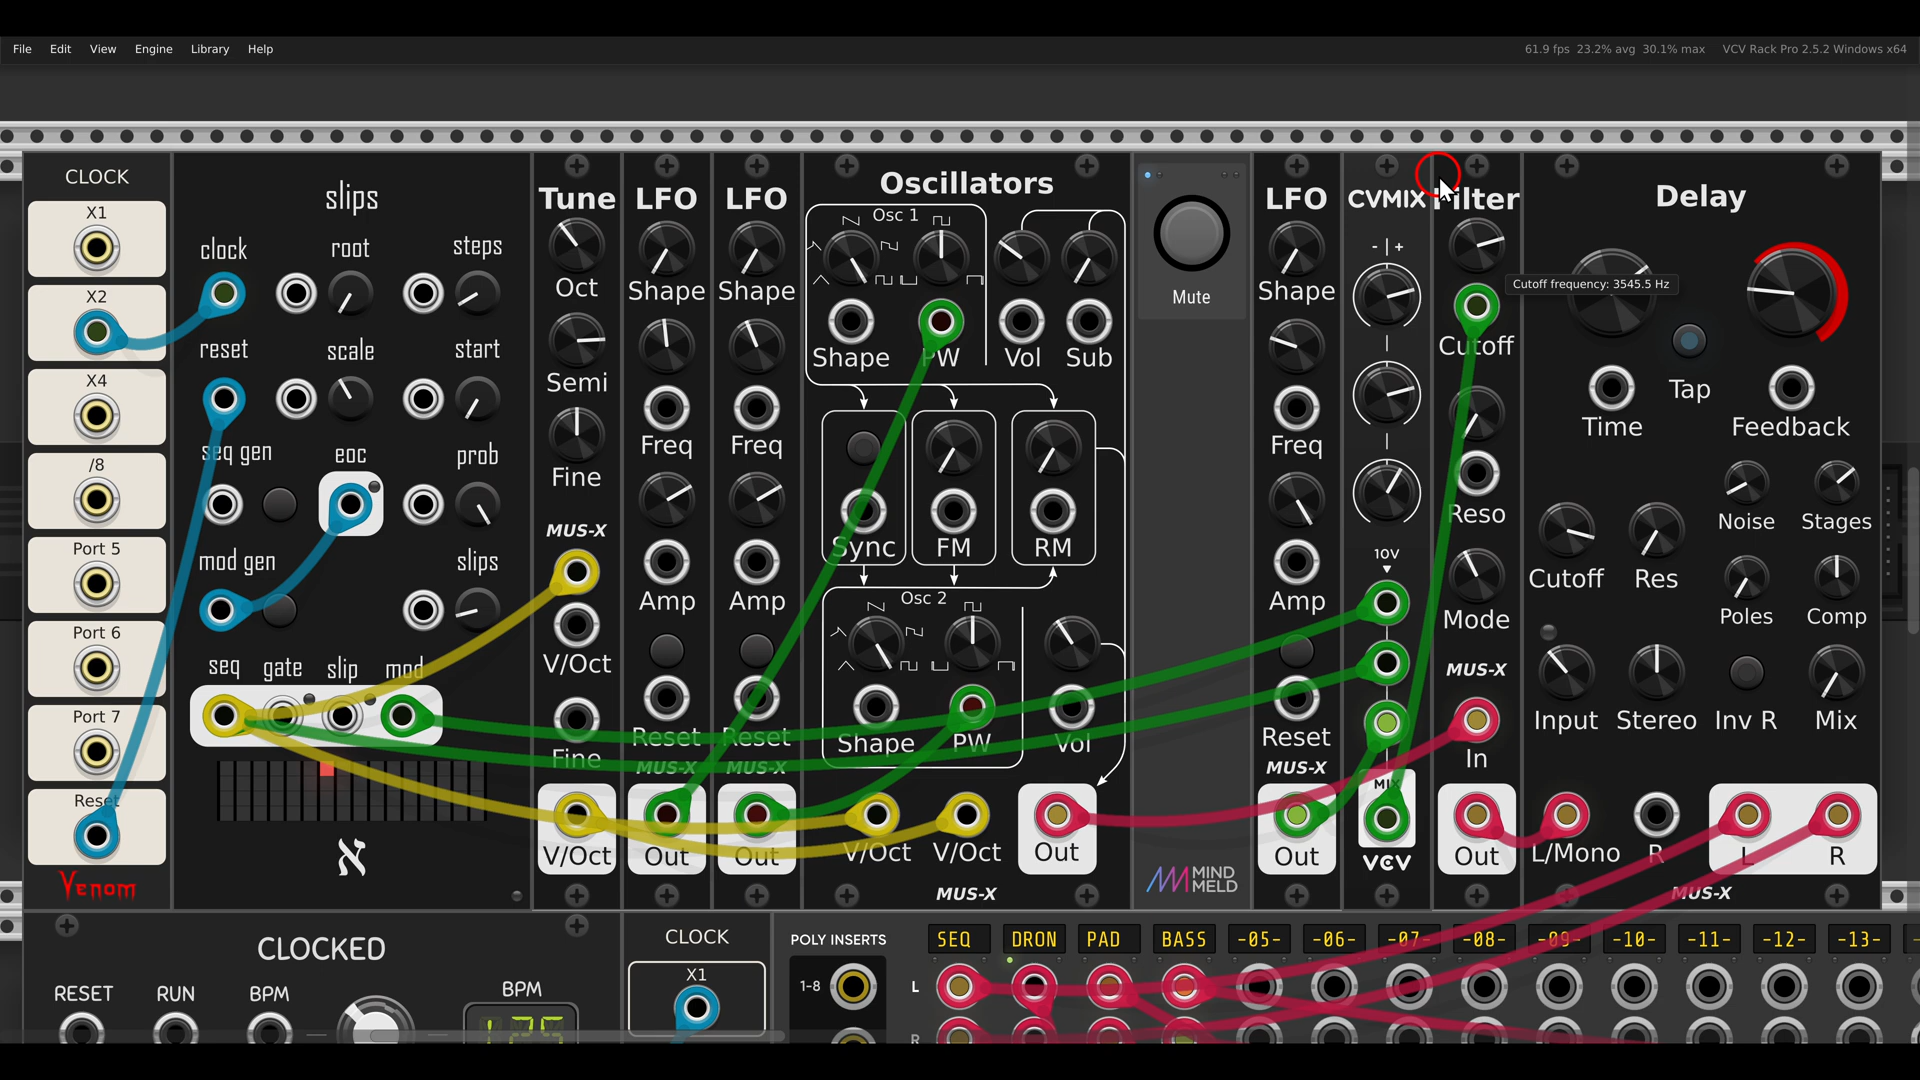 File Edit View Engine Library Help
61.9 fps 23.2% avg 30.1% max VCV Rack Pro 2.5.2 Windows x64
CLOCK
X1
X2
X4
/8
Port 5
Port 6
Port 7
Reset
Venom
slips
clock root steps
reset scale start
seq gen eoc prob
mod gen slips
seq gate slip mod
א
Tune
Oct
Semi
Fine
MUS-X
V/Oct
Fine
V/Oct
LFO
Shape
Freq
Amp
Reset
MUS-X
Out
LFO
Shape
Freq
Amp
Reset
MUS-X
Out
Oscillators
Osc 1
Shape PW Vol Sub
Sync FM RM
Osc 2
Shape PW Vol
V/Oct V/Oct Out
MUS-X
Mute
MIND
MELD
LFO
Shape
Freq
Amp
Reset
MUS-X
Out
CVMIX
- | +
10V
MIX
VCV
Filter
Cutoff
Reso
Mode
MUS-X
In
Out
Cutoff frequency: 3545.5 Hz
Delay
Time Tap Feedback
Noise Stages
Cutoff Res
Poles Comp
Input Stereo Inv R Mix
L/Mono R L R
MUS-X
CLOCKED
RESET RUN BPM BPM
125
CLOCK
X1
POLY INSERTS
1-8
SEQ DRON PAD BASS -05- -06- -07- -08- -09- -10- -11- -12- -13-
L
R